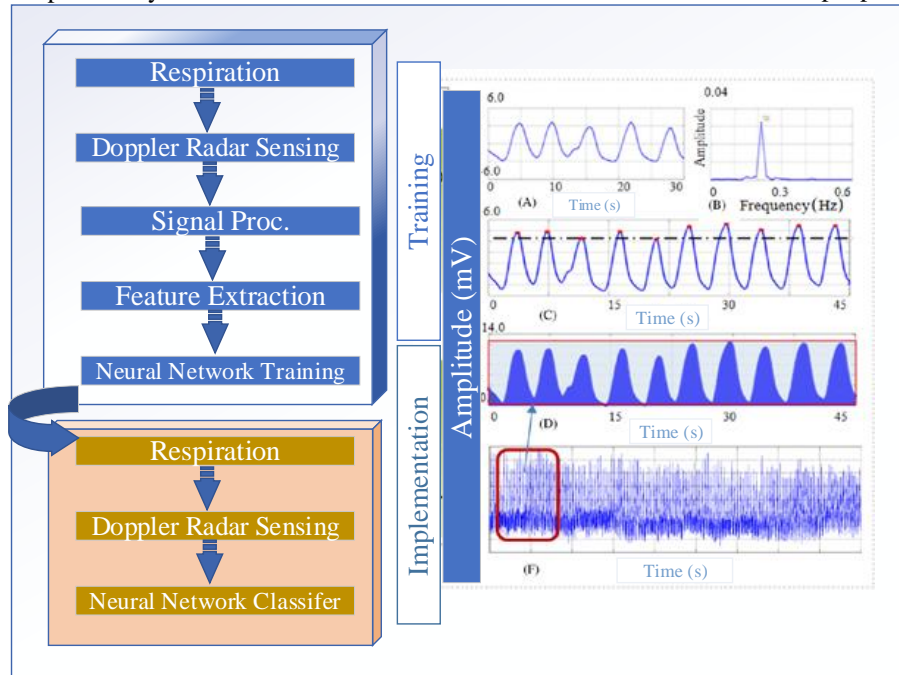 Respiration
Doppler Radar Sensing
Signal Proc.
Feature Extraction
Neural Network Training
Respiration
Doppler Radar Sensing
Neural Network Classifer
Training
Implementation
Amplitude (mV)
6.0
-6.0
0 10 20 30
(A) Time (s)
0.04
Amplitude
0 0.3 0.6
(B) Frequency(Hz)
6.0
0 15 30 45
(C) Time (s)
14.0
0 15 30 45
(D) Time (s)
(F) Time (s)